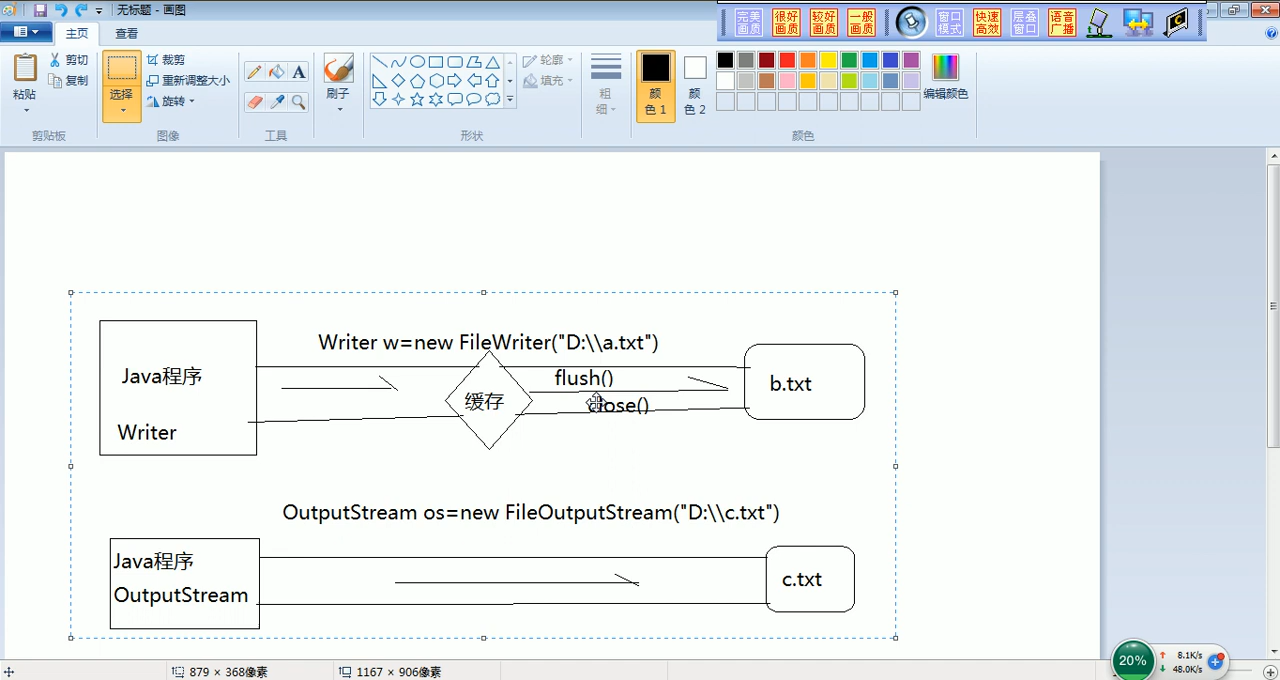 无标题 - 画图
完美画质
很好画质
较好画质
一般画质
窗口模式
快速高效
层叠窗口
语音广播
主页
查看
粘贴
剪切
复制
剪贴板
选择
裁剪
重新调整大小
旋转
图像
A
工具
刷子
轮廓
填充
形状
粗细
颜色 1
颜色 2
编辑颜色
颜色
Writer w=new FileWriter("D:\\a.txt")
Java程序
Writer
缓存
flush()
close()
b.txt
OutputStream os=new FileOutputStream("D:\\c.txt")
Java程序
OutputStream
c.txt
879 × 368像素
1167 × 906像素
20%
8.1K/s
48.0K/s